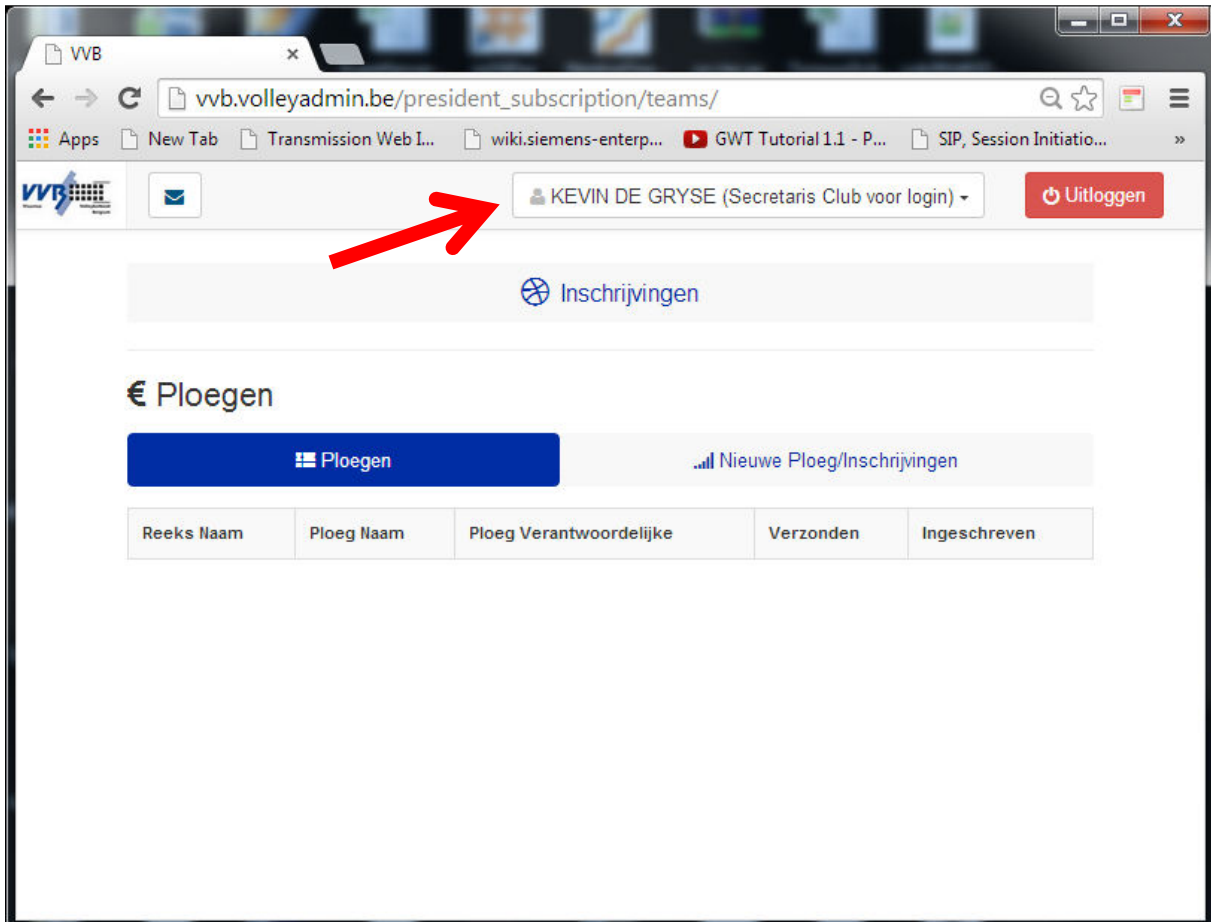 VVB
vvb.volleyadmin.be/president_subscription/teams/
Apps New Tab Transmission Web I... wiki.siemens-enterp... GWT Tutorial 1.1 - P... SIP, Session Initiatio... »
VVB KEVIN DE GRYSE (Secretaris Club voor login) Uitloggen
Inschrijvingen
€ Ploegen
Ploegen Nieuwe Ploeg/Inschrijvingen
Reeks Naam Ploeg Naam Ploeg Verantwoordelijke Verzonden Ingeschreven